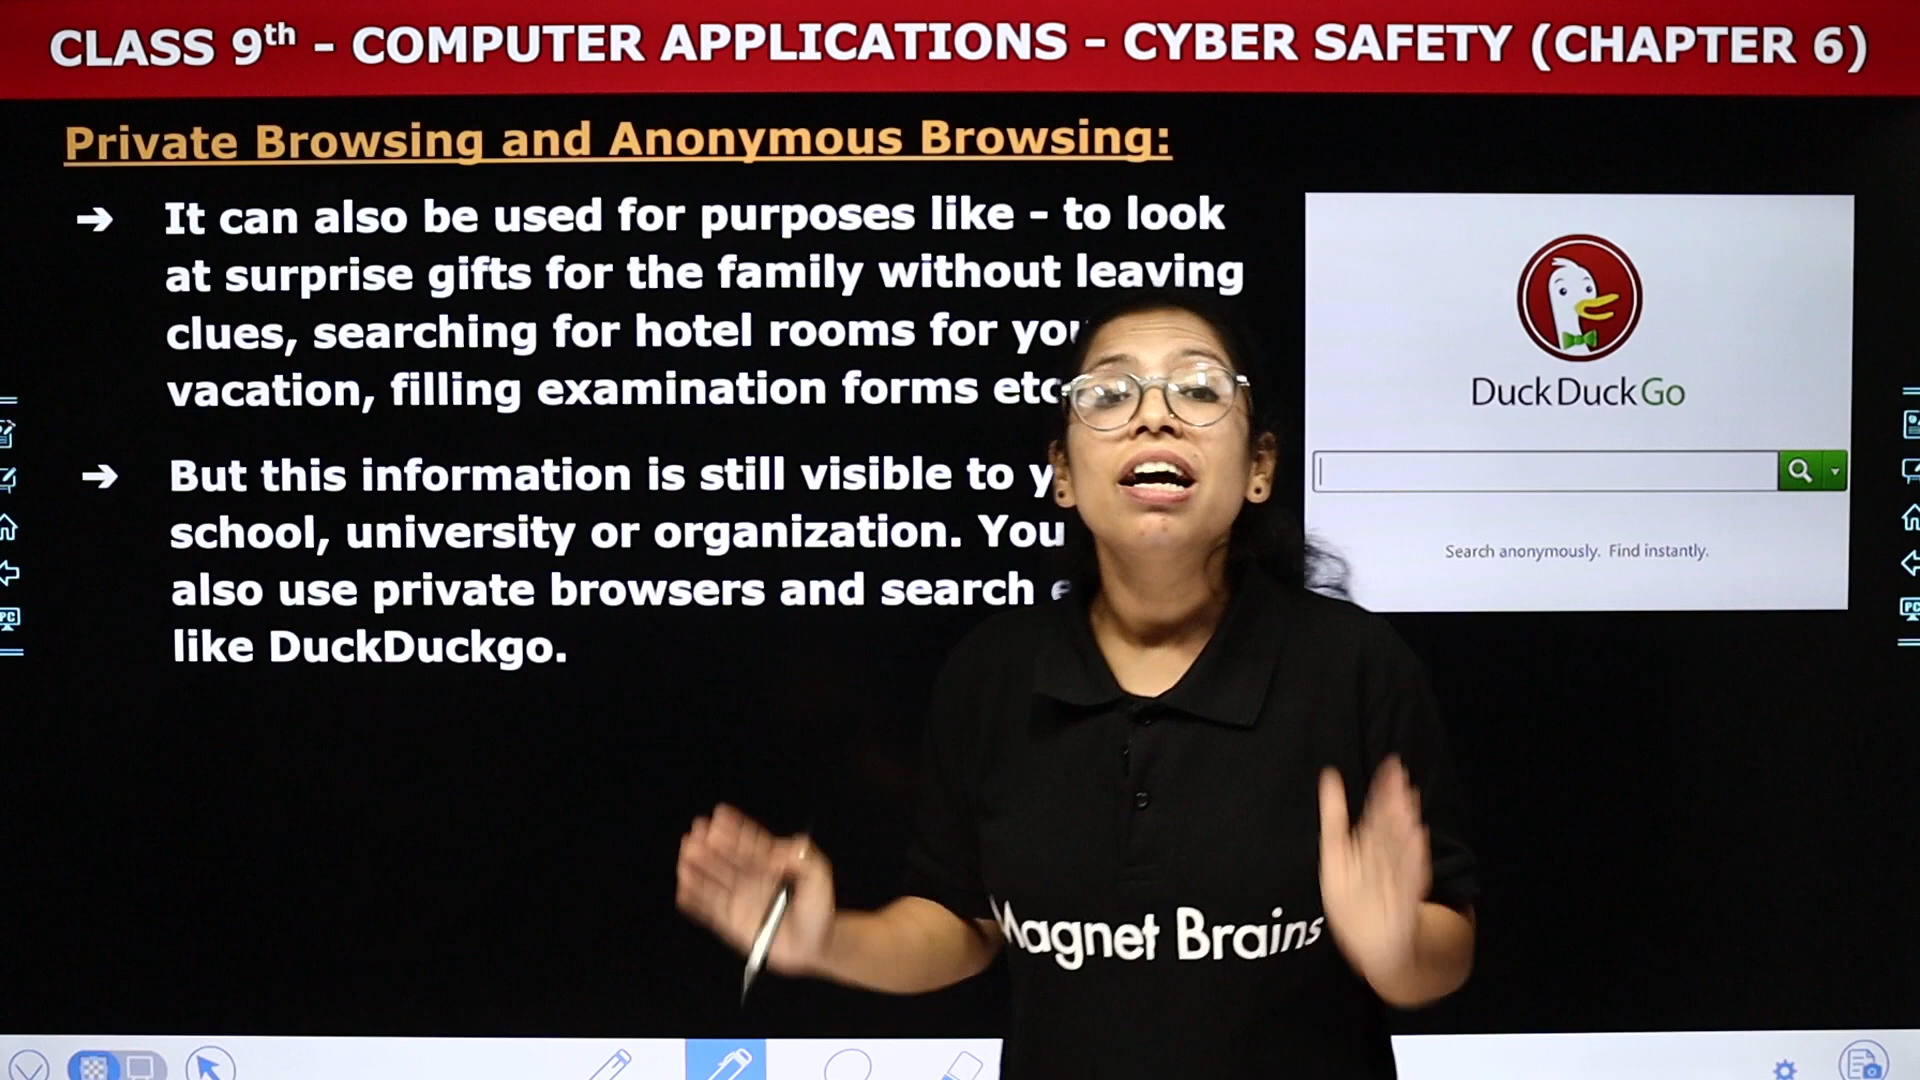 CLASS 9th - COMPUTER APPLICATIONS - CYBER SAFETY (CHAPTER 6)
Private Browsing and Anonymous Browsing:
➔ It can also be used for purposes like - to look
at surprise gifts for the family without leaving
clues, searching for hotel rooms for
vacation, filling examination forms etc
➔ But this information is still visible to
school, university or organization. You
also use private browsers and search
like DuckDuckgo.
DuckDuckGo
Search anonymously. Find instantly.
Magnet Brains
PC
PC